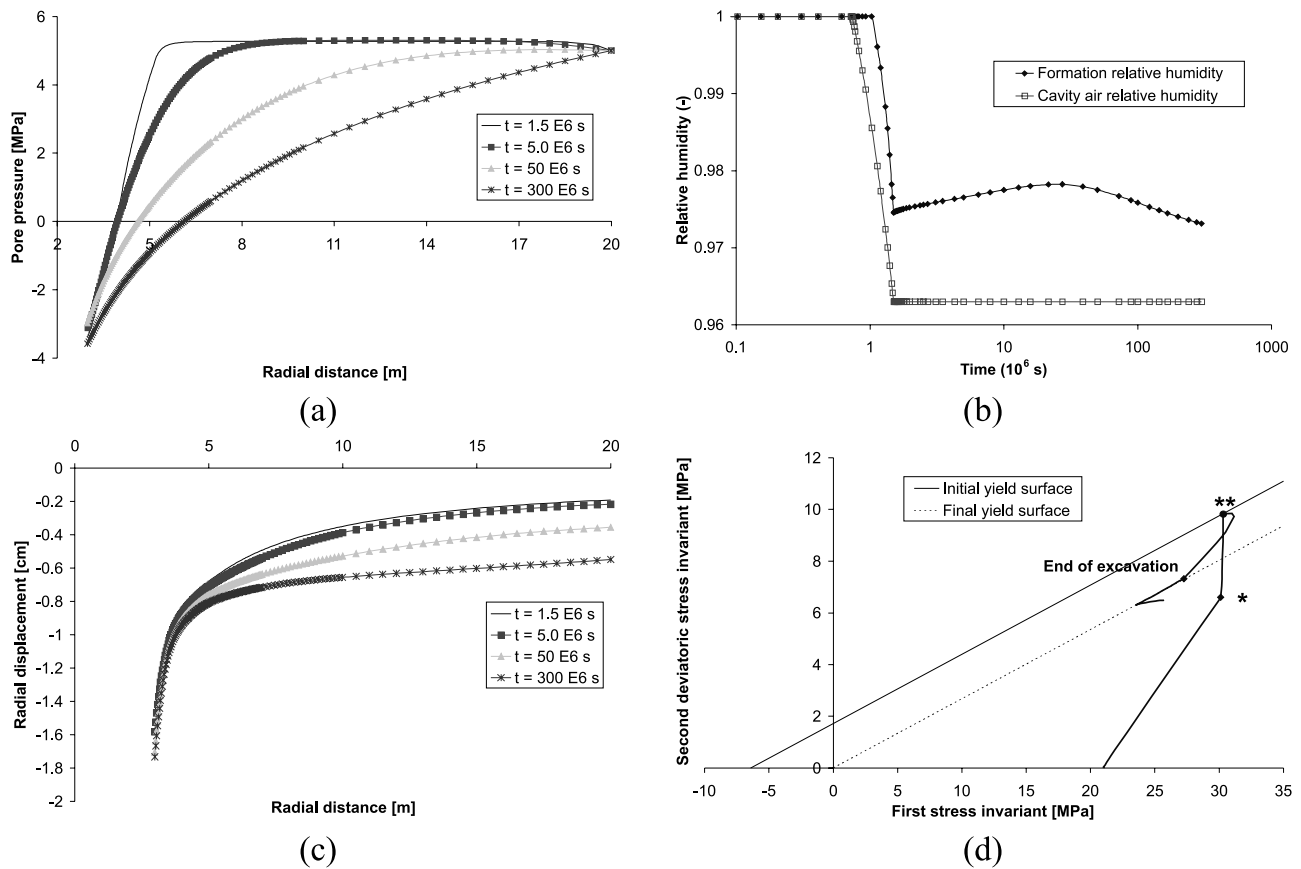 6
4
2
0
-2
-4
2
5
8
11
14
17
20
Pore pressure [MPa]
Radial distance [m]
t = 1.5 E6 s
t = 5.0 E6 s
t = 50 E6 s
t = 300 E6 s
(a)
1
0.99
0.98
0.97
0.96
0.1
1
10
100
1000
Relative humidity (-)
Time (10⁶ s)
Formation relative humidity
Cavity air relative humidity
(b)
0
5
10
15
20
0
-0.2
-0.4
-0.6
-0.8
-1
-1.2
-1.4
-1.6
-1.8
-2
Radial displacement [cm]
Radial distance [m]
t = 1.5 E6 s
t = 5.0 E6 s
t = 50 E6 s
t = 300 E6 s
(c)
12
10
8
6
4
2
0
-10
-5
0
5
10
15
20
25
30
35
Second deviatoric stress invariant [MPa]
First stress invariant [MPa]
Initial yield surface
Final yield surface
**
End of excavation
*
(d)